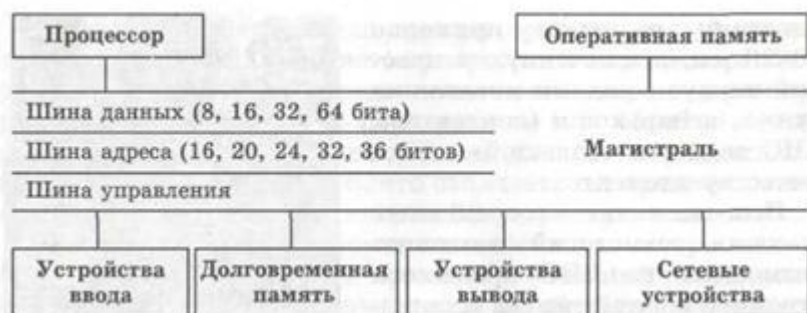 Процессор
Оперативная память
Шина данных (8, 16, 32, 64 бита)
Шина адреса (16, 20, 24, 32, 36 битов)
Магистраль
Шина управления
Устройства
ввода
Долговременная
память
Устройства
вывода
Сетевые
устройства